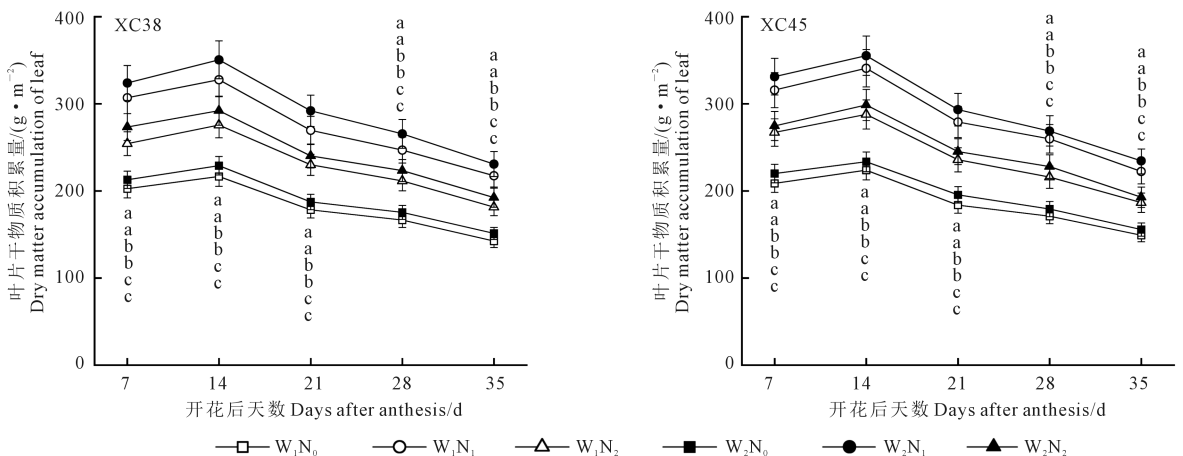 叶片干物质积累量/(g·m⁻²)
Dry matter accumulation of leaf
400
300
200
100
0
XC38
a
a
b
b
c
c
a
a
b
b
c
c
a
a
b
b
c
c
a
a
b
b
c
c
a
a
b
b
c
c
7 14 21 28 35
开花后天数 Days after anthesis/d
叶片干物质积累量/(g·m⁻²)
Dry matter accumulation of leaf
400
300
200
100
0
XC45
a
a
b
b
c
c
a
a
b
b
c
c
a
a
b
b
c
c
a
a
b
b
c
c
a
a
b
b
c
c
7 14 21 28 35
开花后天数 Days after anthesis/d
W₁N₀ W₁N₁ W₁N₂ W₂N₀ W₂N₁ W₂N₂